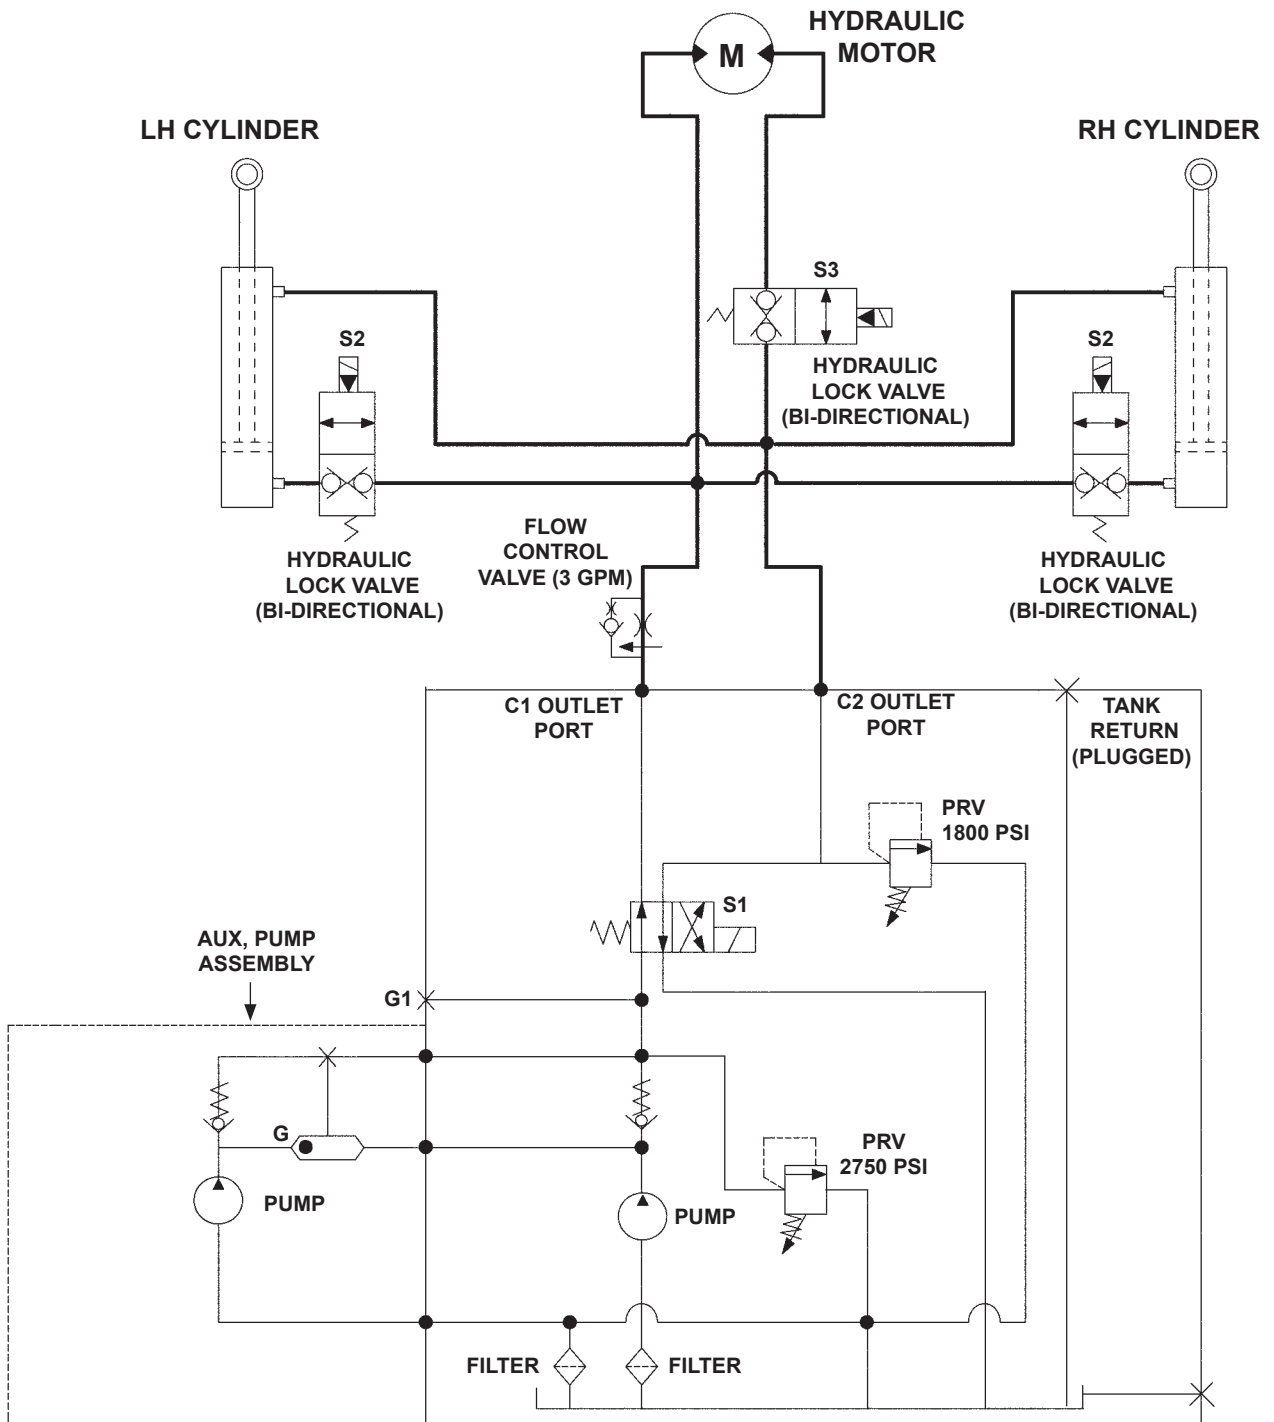 HYDRAULIC
MOTOR
M
LH CYLINDER
RH CYLINDER
S3
S2
S2
HYDRAULIC
LOCK VALVE
(BI-DIRECTIONAL)
FLOW
CONTROL
VALVE (3 GPM)
HYDRAULIC
LOCK VALVE
(BI-DIRECTIONAL)
HYDRAULIC
LOCK VALVE
(BI-DIRECTIONAL)
C1 OUTLET
PORT
C2 OUTLET
PORT
TANK
RETURN
(PLUGGED)
PRV
1800 PSI
S1
AUX, PUMP
ASSEMBLY
G1
G
PUMP
PUMP
PRV
2750 PSI
FILTER
FILTER